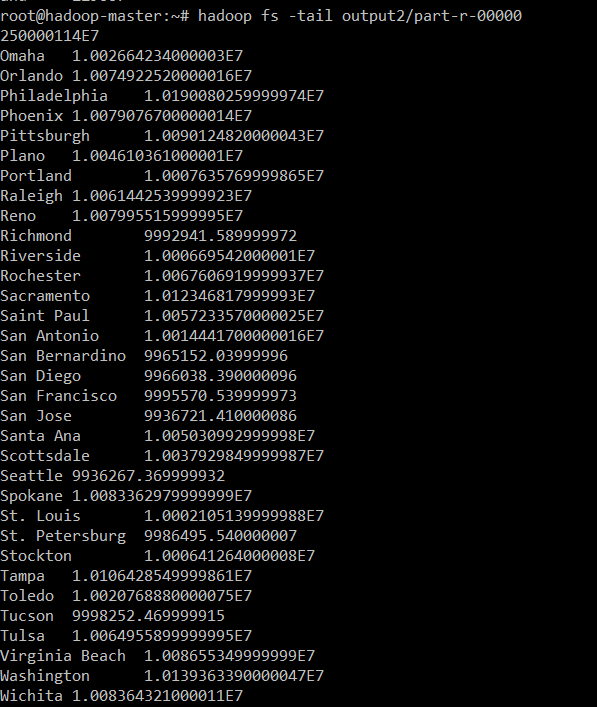 root@hadoop-master:~# hadoop fs -tail output2/part-r-00000
250000114E7
Omaha 1.002664234000003E7
Orlando 1.0074922520000016E7
Philadelphia 1.0190080259999974E7
Phoenix 1.0079076700000014E7
Pittsburgh 1.0090124820000043E7
Plano 1.004610361000001E7
Portland 1.0007635769999865E7
Raleigh 1.0061442539999923E7
Reno 1.007995515999995E7
Richmond 9992941.589999972
Riverside 1.000669542000001E7
Rochester 1.0067606919999937E7
Sacramento 1.012346817999993E7
Saint Paul 1.0057233570000025E7
San Antonio 1.0014441700000016E7
San Bernardino 9965152.03999996
San Diego 9966038.390000096
San Francisco 9995570.539999973
San Jose 9936721.410000086
Santa Ana 1.005030992999998E7
Scottsdale 1.0037929849999987E7
Seattle 9936267.369999932
Spokane 1.0083362979999999E7
St. Louis 1.0002105139999988E7
St. Petersburg 9986495.540000007
Stockton 1.000641264000008E7
Tampa 1.0106428549999861E7
Toledo 1.0020768880000075E7
Tucson 9998252.469999915
Tulsa 1.0064955899999995E7
Virginia Beach 1.008655349999999E7
Washington 1.0139363390000047E7
Wichita 1.008364321000011E7